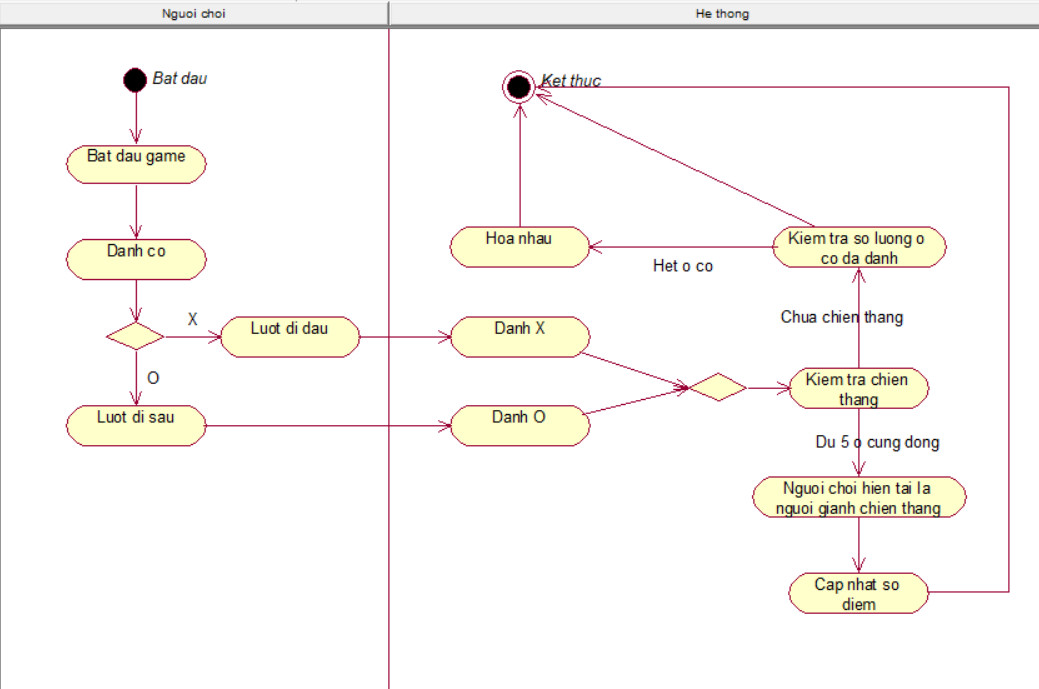 Nguoi choi
He thong
Bat dau
Ket thuc
Bat dau game
Danh co
Hoa nhau
Kiem tra so luong o
co da danh
Het o co
X
Luot di dau
Danh X
Chua chien thang
O
Kiem tra chien
thang
Luot di sau
Danh O
Du 5 o cung dong
Nguoi choi hien tai la
nguoi gianh chien thang
Cap nhat so
diem